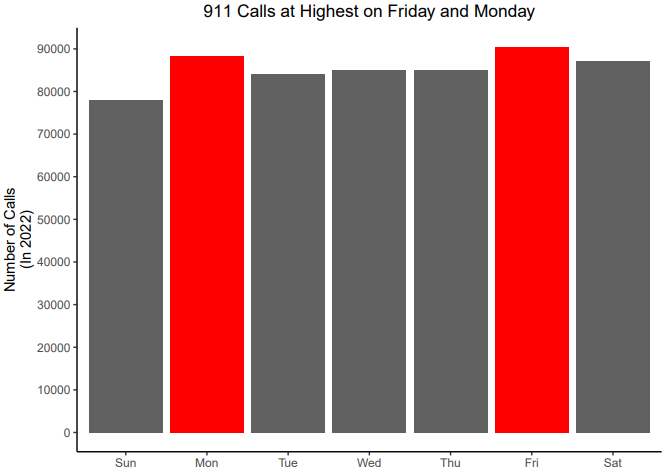 911 Calls at Highest on Friday and Monday
Number of Calls
(In 2022)
90000
80000
70000
60000
50000
40000
30000
20000
10000
0
Sun Mon Tue Wed Thu Fri Sat